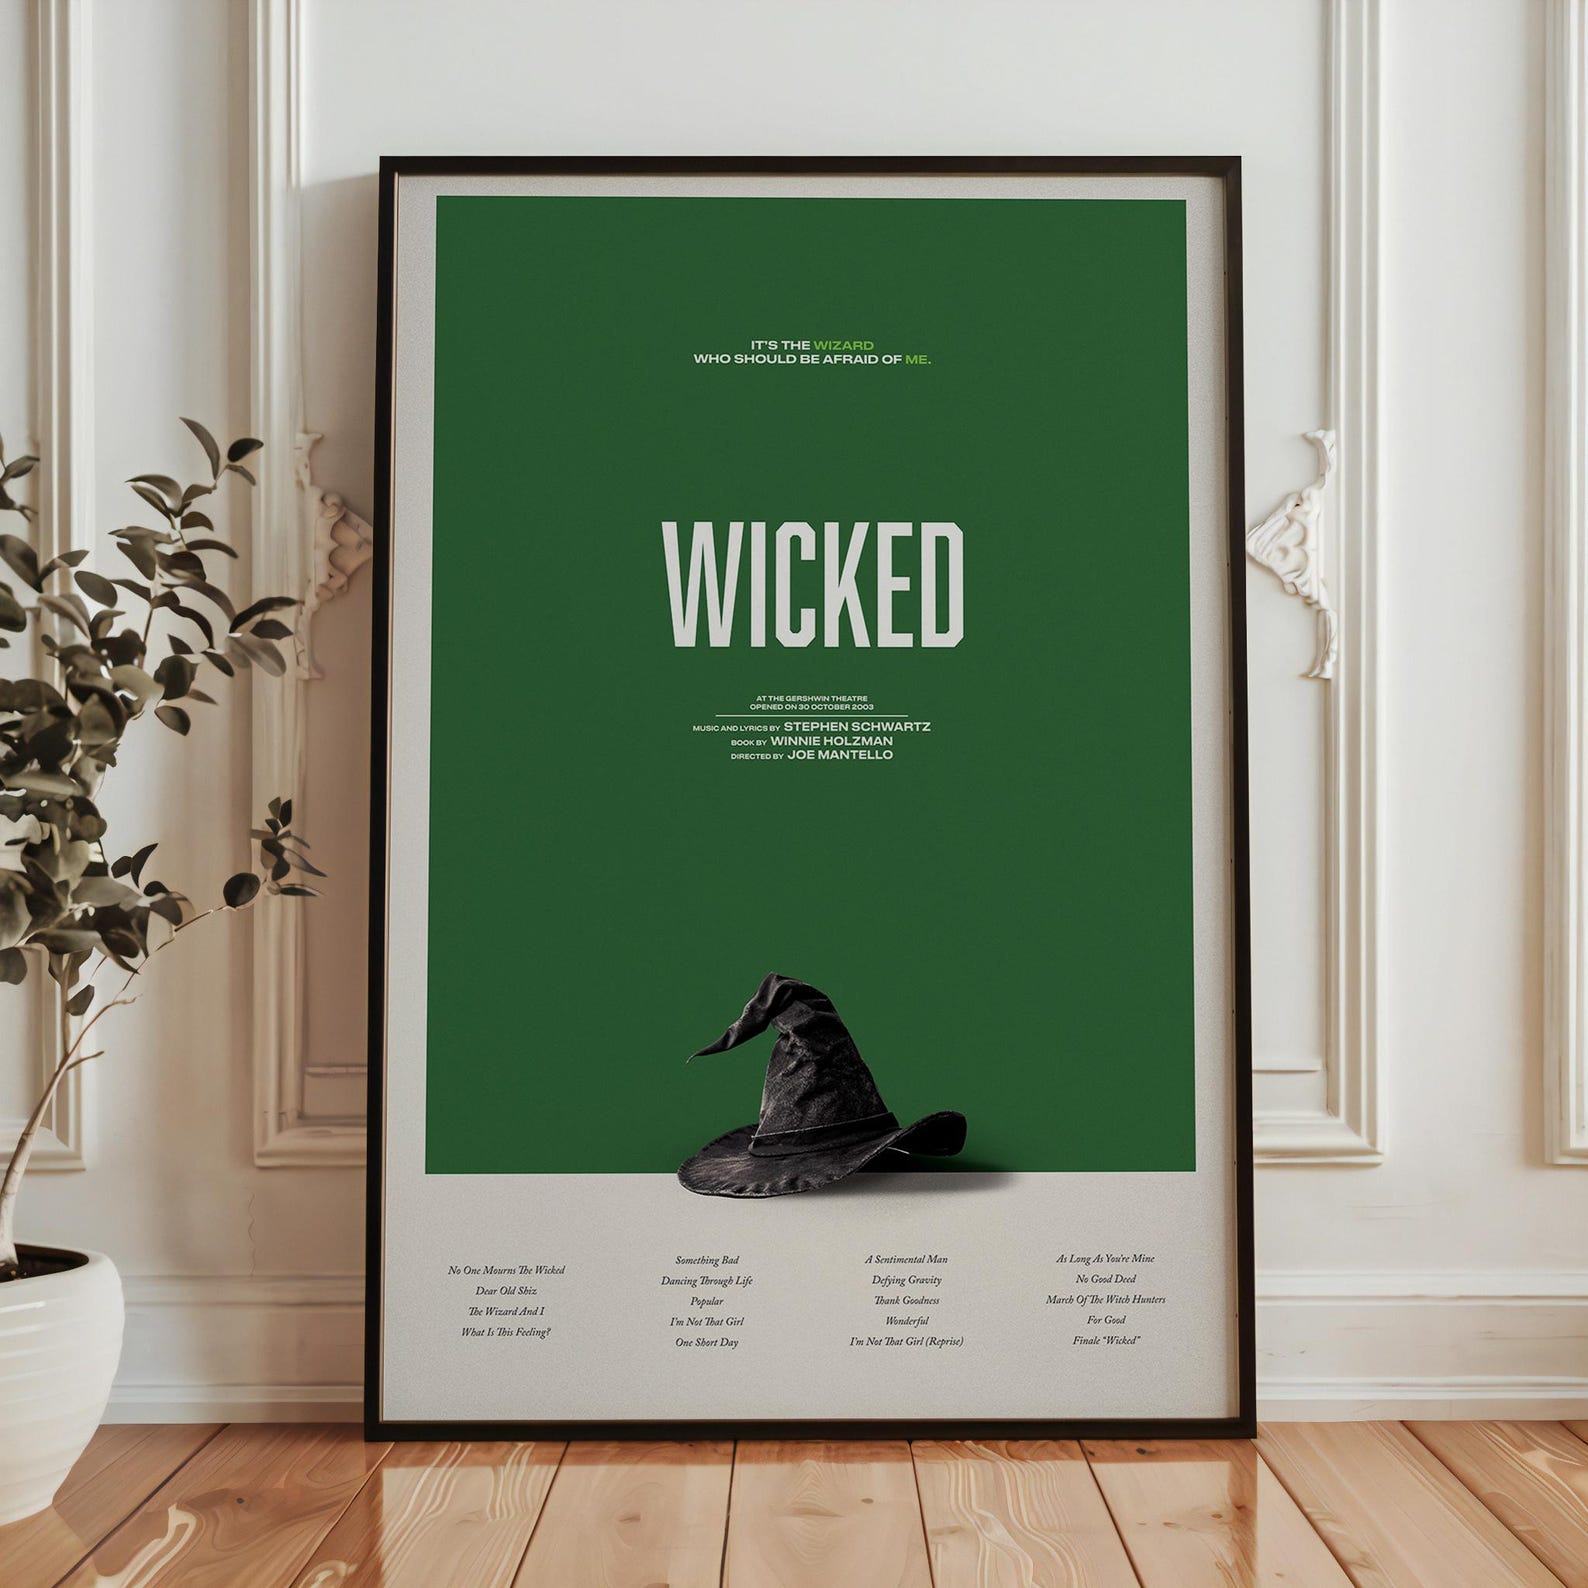 IT'S THE WIZARD
WHO SHOULD BE AFRAID OF ME.
WICKED
AT THE GERSHWIN THEATRE
OPENED ON 30 OCTOBER 2003
MUSIC AND LYRICS BY STEPHEN SCHWARTZ
BOOK BY WINNIE HOLZMAN
DIRECTED BY JOE MANTELLO
No One Mourns The Wicked
Dear Old Shiz
The Wizard And I
What Is This Feeling?
Something Bad
Dancing Through Life
Popular
I'm Not That Girl
One Short Day
A Sentimental Man
Defying Gravity
Thank Goodness
Wonderful
I'm Not That Girl (Reprise)
As Long As You're Mine
No Good Deed
March Of The Witch Hunters
For Good
Finale "Wicked"